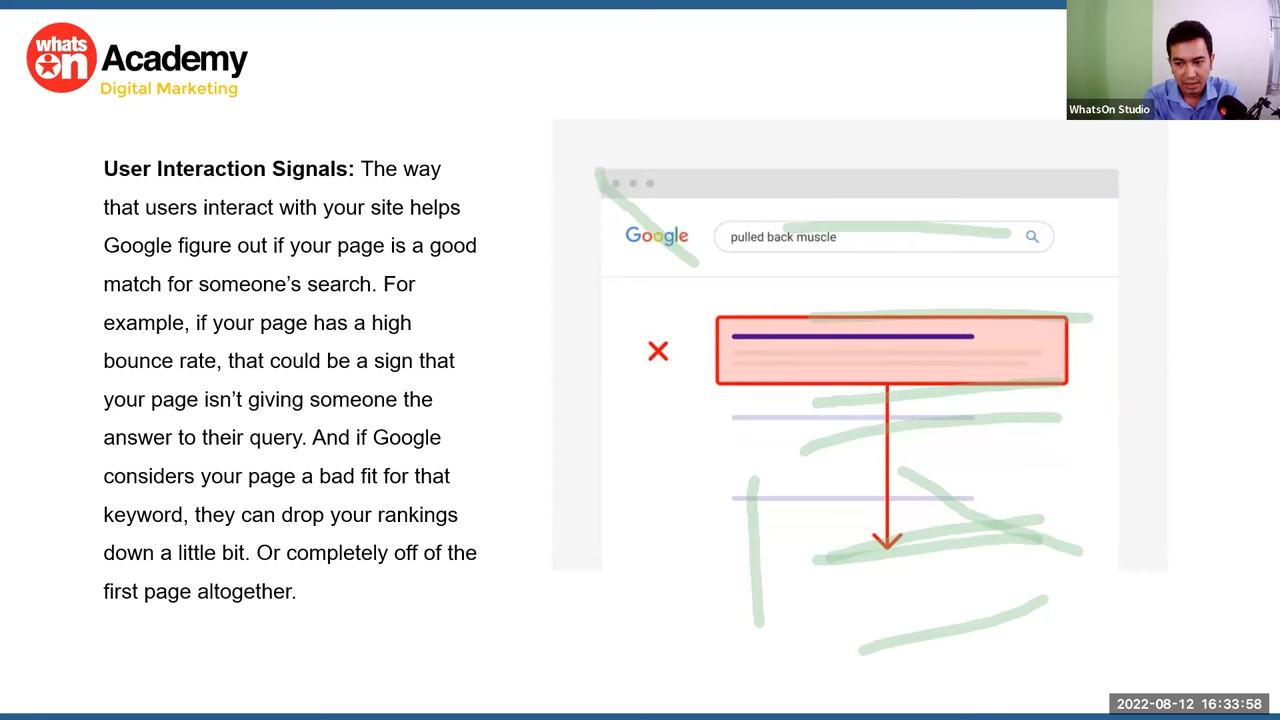 whats
on
Academy
Digital Marketing
WhatsOn Studio
User Interaction Signals: The way
that users interact with your site helps
Google figure out if your page is a good
match for someone’s search. For
example, if your page has a high
bounce rate, that could be a sign that
your page isn’t giving someone the
answer to their query. And if Google
considers your page a bad fit for that
keyword, they can drop your rankings
down a little bit. Or completely off of the
first page altogether.
Google
pulled back muscle
2022-08-12 16:33:58